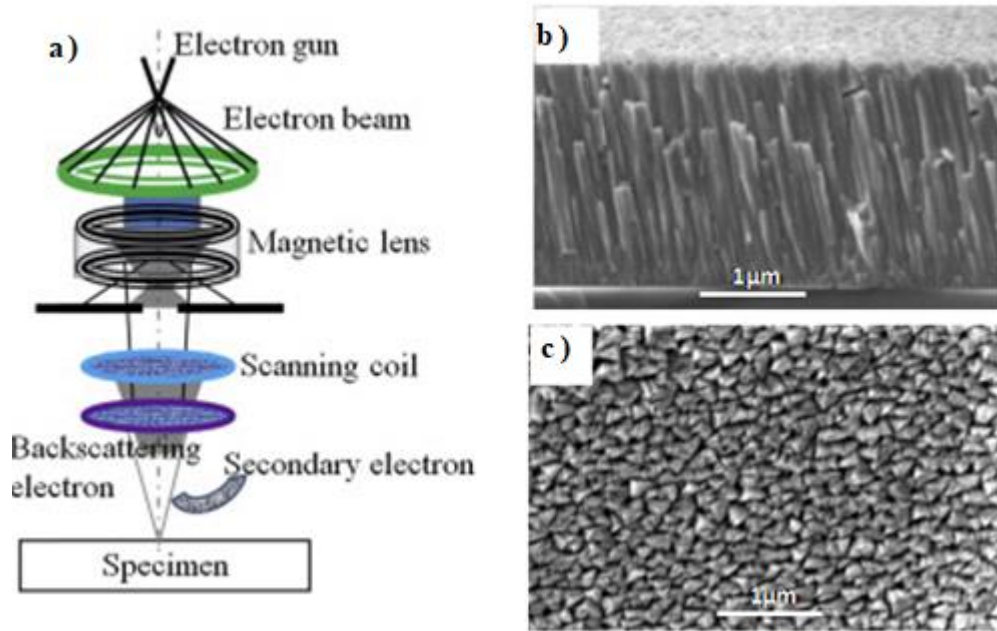 a)
Electron gun
Electron beam
Magnetic lens
Scanning coil
Backscattering
electron
Secondary electron
Specimen
b)
1μm
c)
1μm